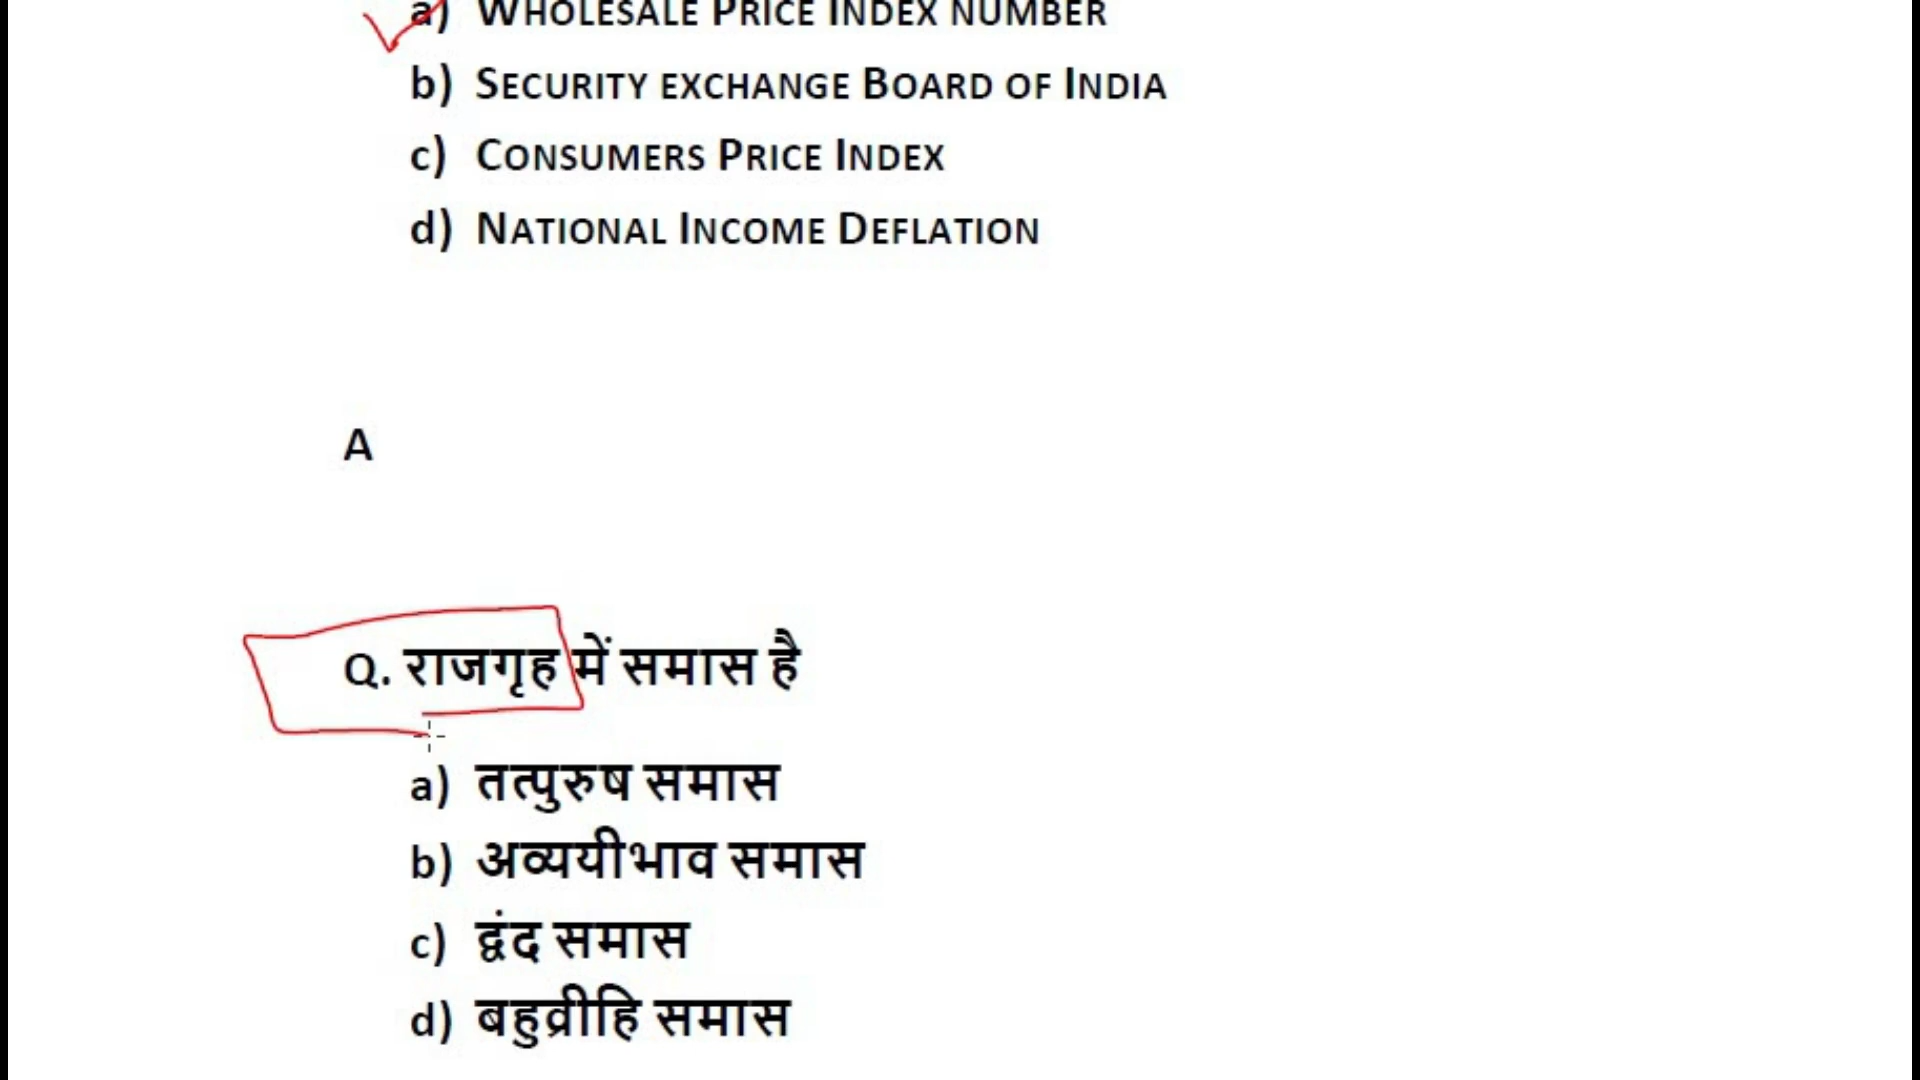 a) WHOLESALE PRICE INDEX NUMBER
b) SECURITY EXCHANGE BOARD OF INDIA
c) CONSUMERS PRICE INDEX
d) NATIONAL INCOME DEFLATION
A
Q. राजगृह में समास है
a) तत्पुरुष समास
b) अव्ययीभाव समास
c) द्वंद समास
d) बहुव्रीहि समास